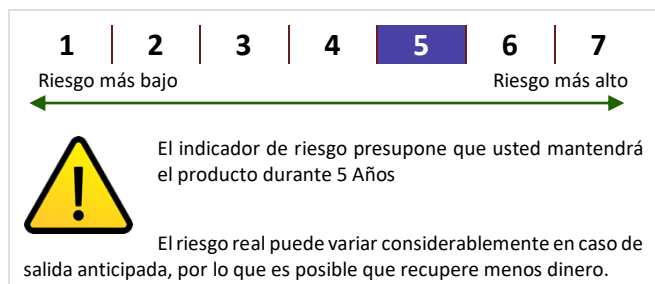 1 2 3 4 5 6 7
Riesgo más bajo Riesgo más alto
El indicador de riesgo presupone que usted mantendrá
el producto durante 5 Años
El riesgo real puede variar considerablemente en caso de
salida anticipada, por lo que es posible que recupere menos dinero.